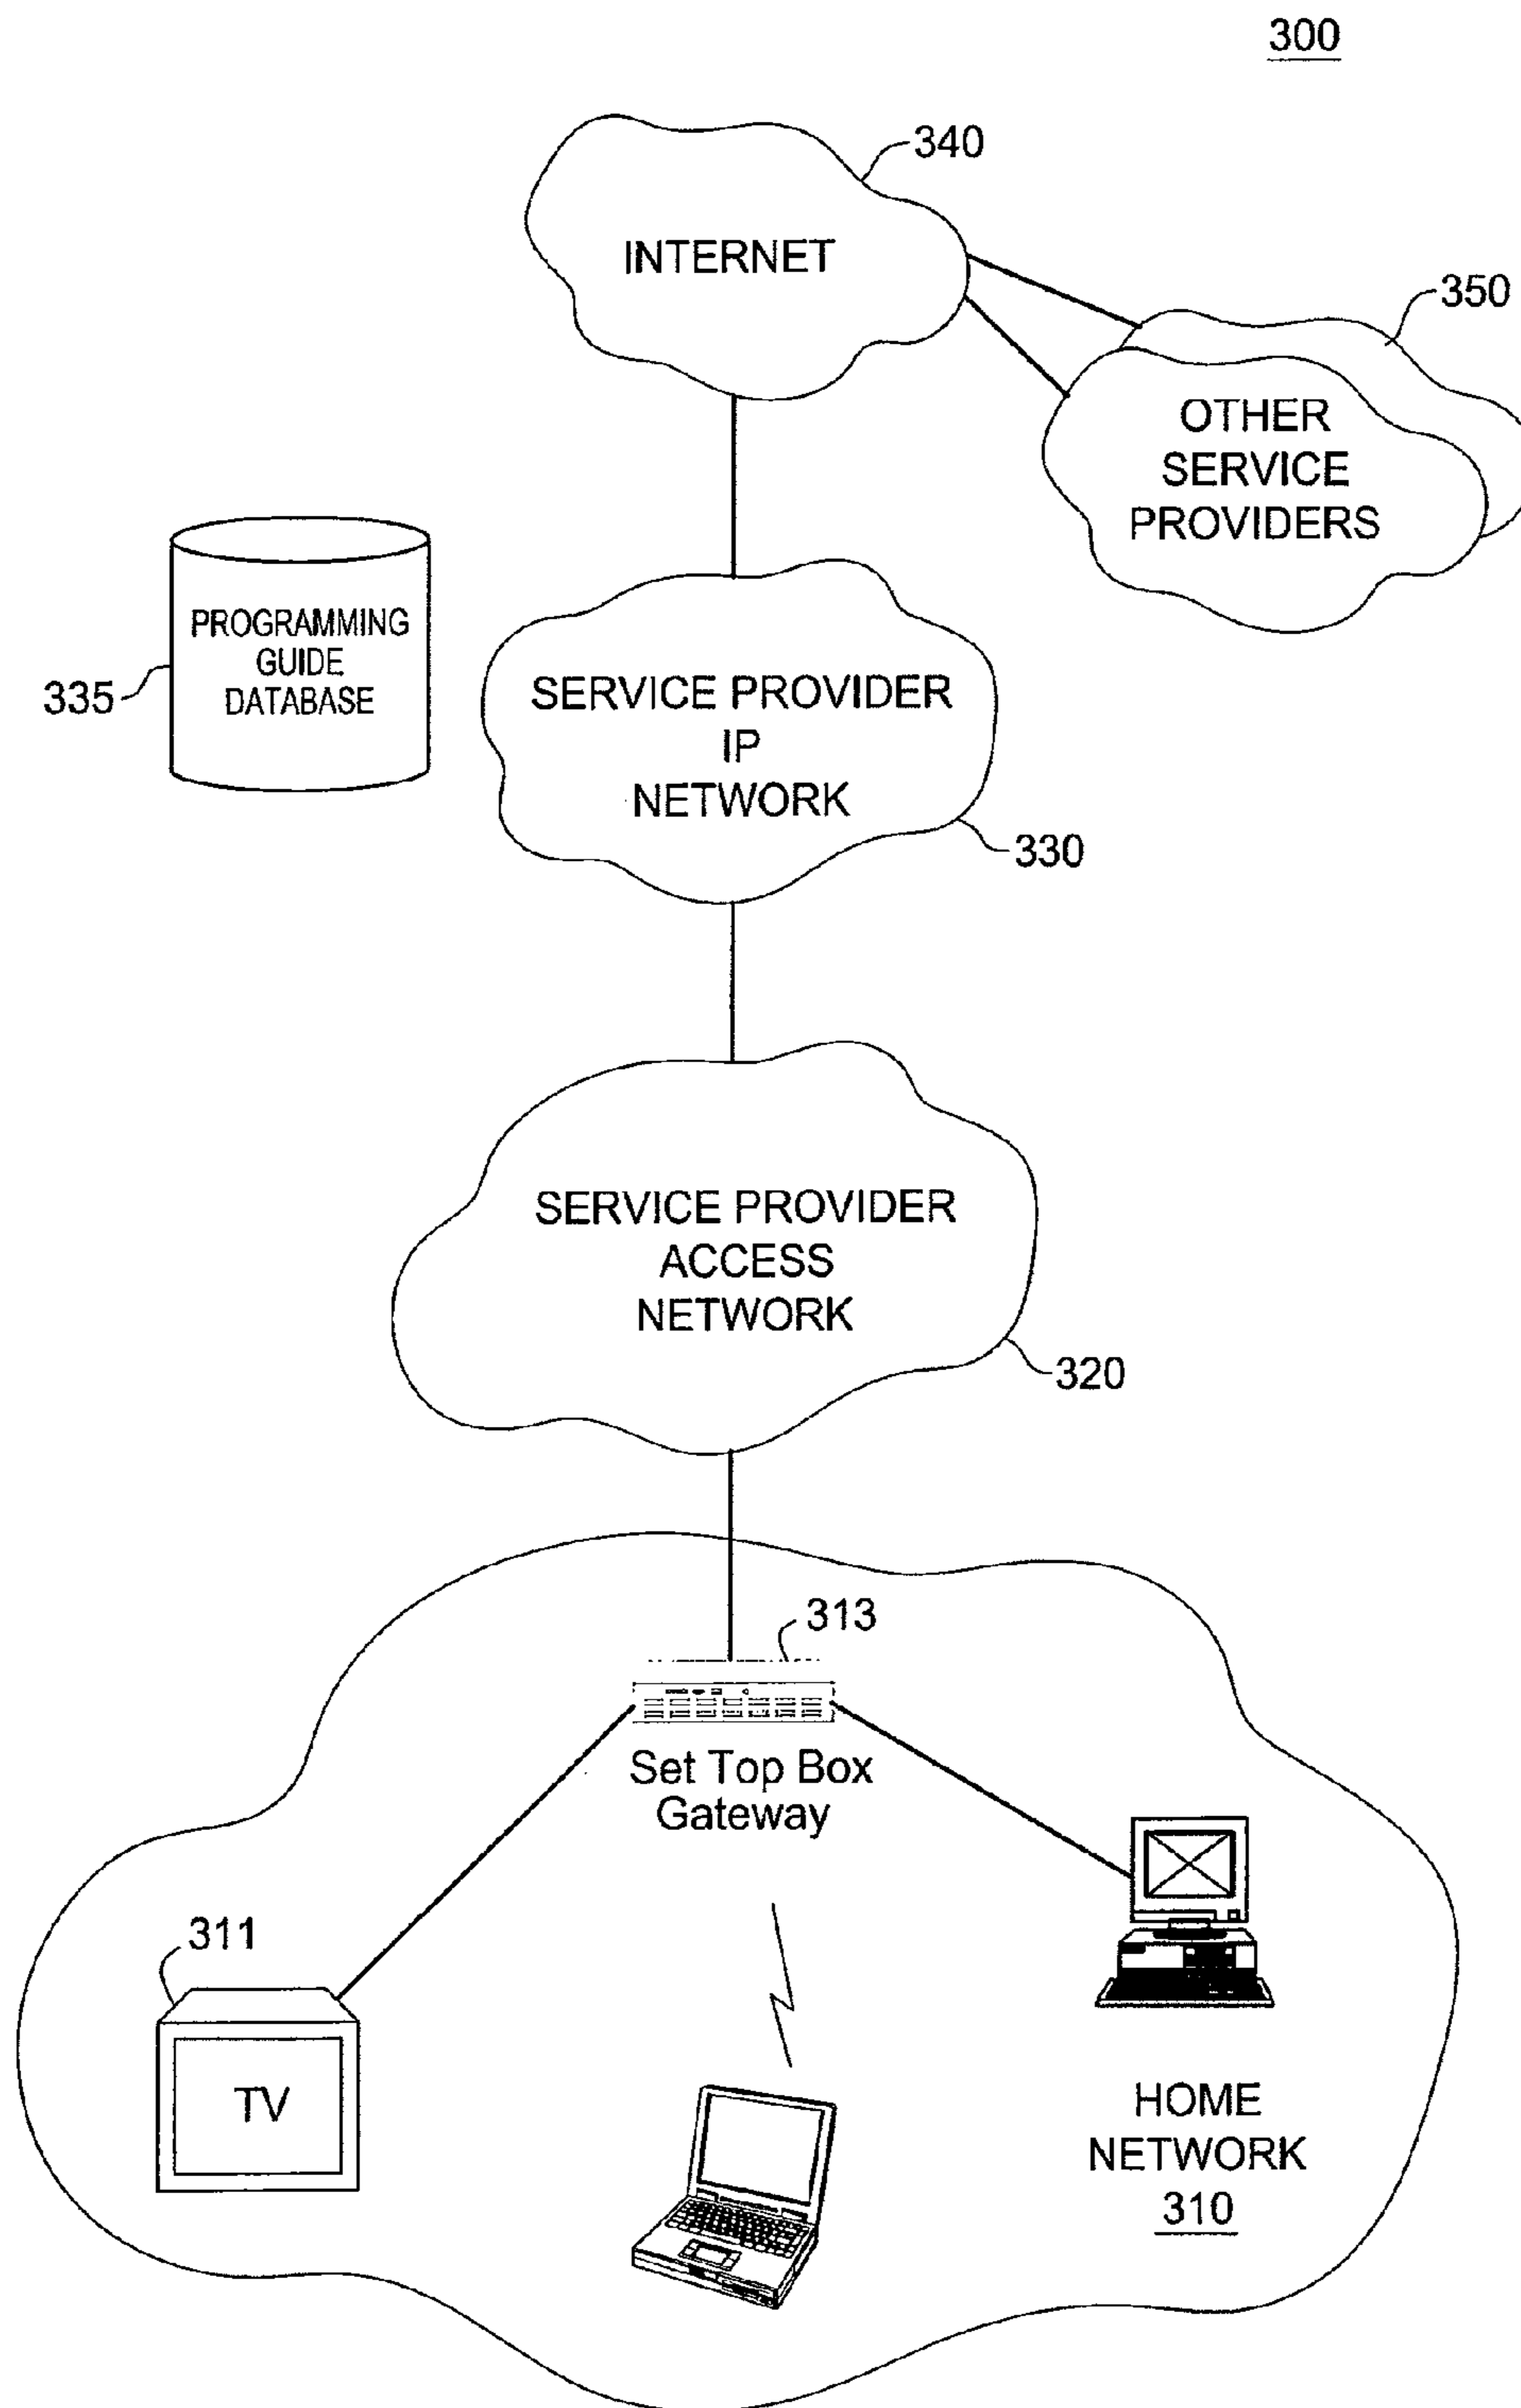 300
340
INTERNET
350
OTHER
SERVICE
PROVIDERS
PROGRAMMING
GUIDE
DATABASE
335
SERVICE PROVIDER
IP
NETWORK
330
SERVICE PROVIDER
ACCESS
NETWORK
320
313
Set Top Box
Gateway
311
TV
HOME
NETWORK
310